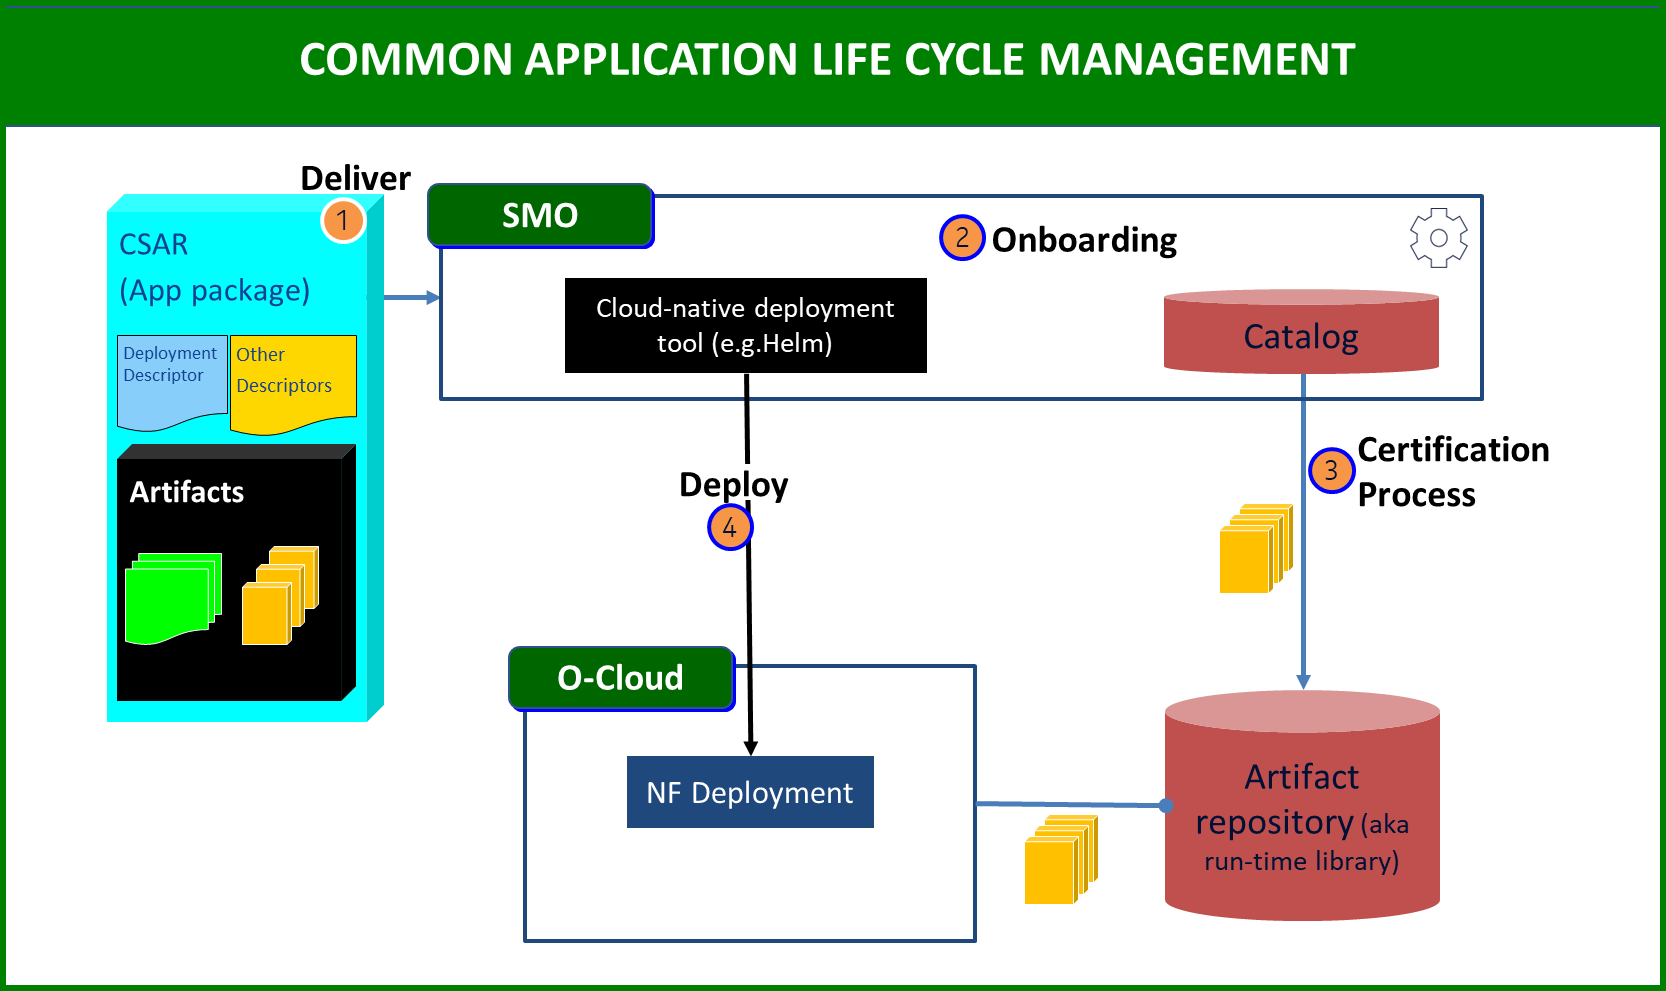 COMMON APPLICATION LIFE CYCLE MANAGEMENT
Deliver
1
CSAR
(App package)
Deployment
Descriptor
Other
Descriptors
Artifacts
SMO
2
Onboarding
Cloud-native deployment
tool (e.g.Helm)
Catalog
3
Certification
Process
Deploy
4
O-Cloud
NF Deployment
Artifact
repository (aka
run-time library)